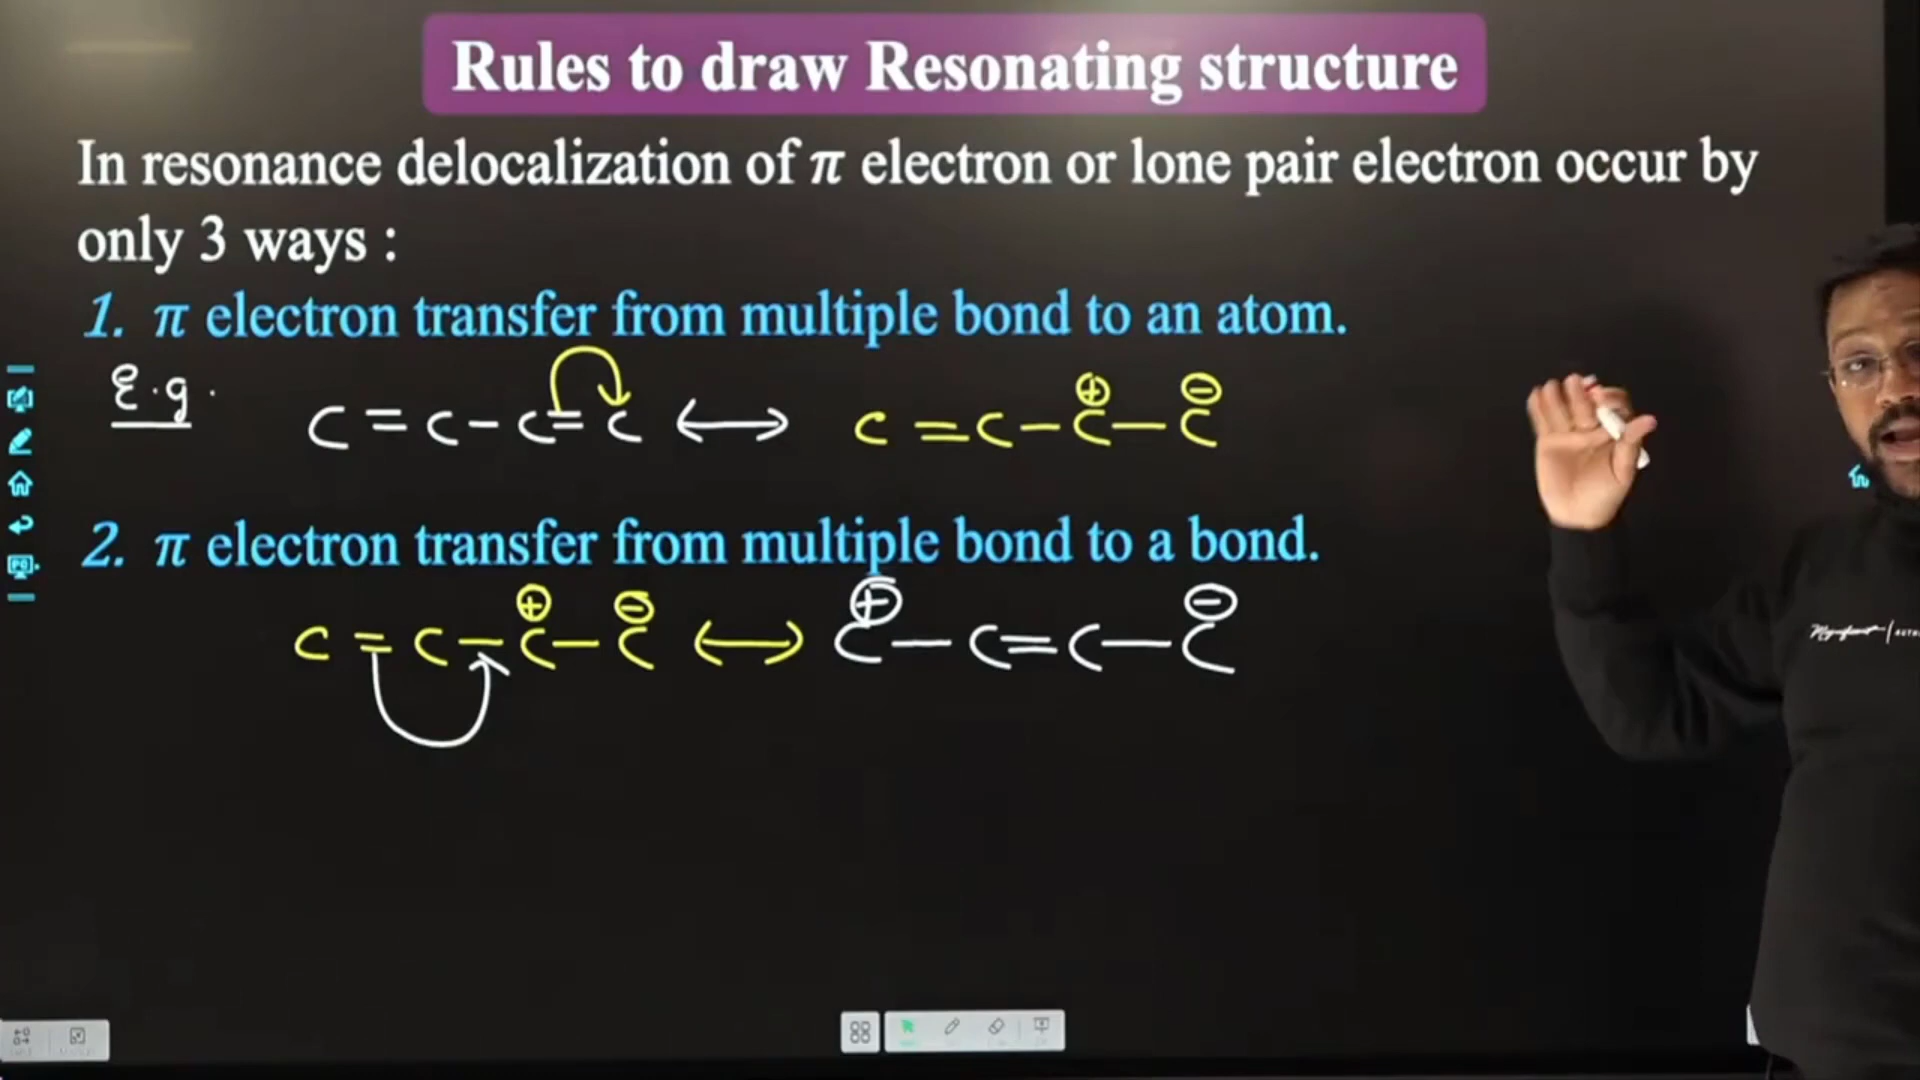 Rules to draw Resonating structure
In resonance delocalization of π electron or lone pair electron occur by
only 3 ways :
1. π electron transfer from multiple bond to an atom.
E.g.
C = C - C = C ⟷ C = C - C⊕ - C⊖
2. π electron transfer from multiple bond to a bond.
C = C - C⊕ - C⊖ ⟷ C⊕ - C = C - C⊖